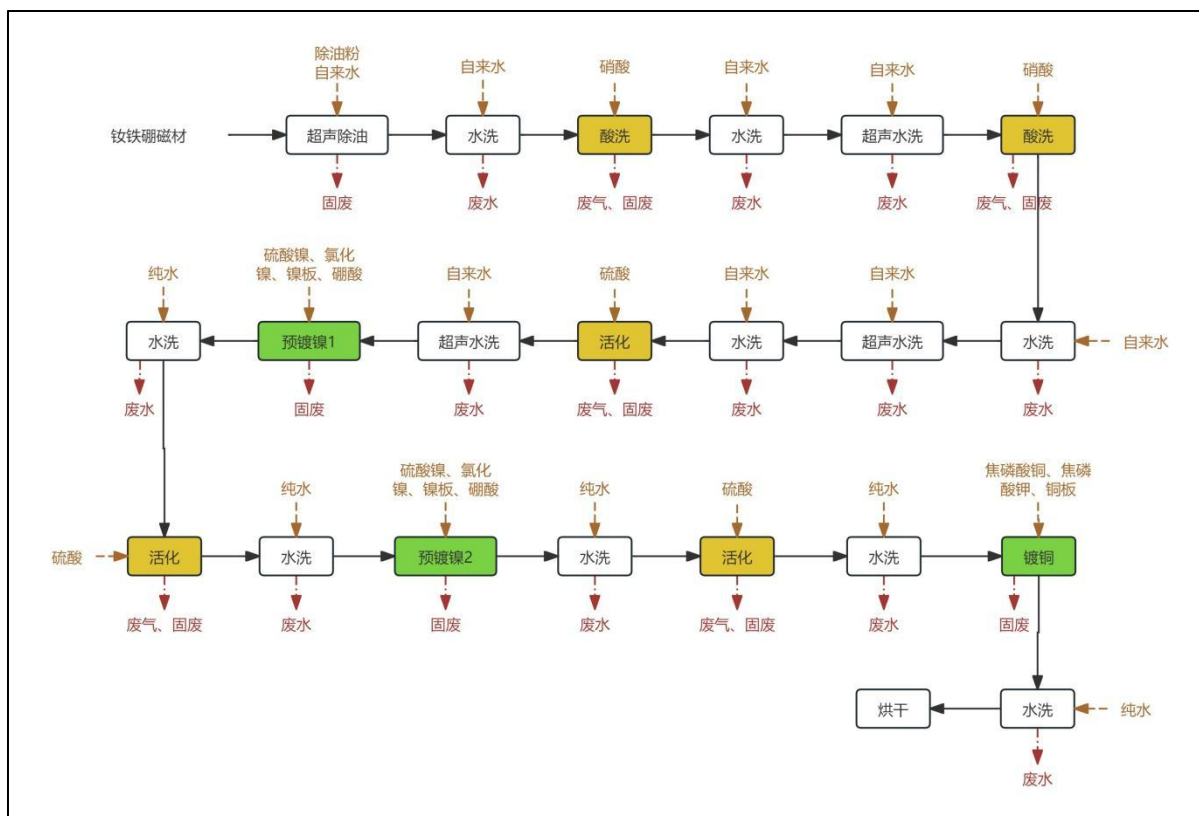 除油粉
自来水
自来水
硝酸
自来水
自来水
硝酸
钕铁硼磁材
超声除油
水洗
酸洗
水洗
超声水洗
酸洗
固废
废水
废气、固废
废水
废水
废气、固废
纯水
硫酸镍、氯化
镍、镍板、硼酸
自来水
硫酸
自来水
自来水
水洗
预镀镍1
超声水洗
活化
水洗
超声水洗
水洗
自来水
废水
固废
废水
废气、固废
废水
废水
废水
纯水
硫酸镍、氯化
镍、镍板、硼酸
纯水
硫酸
纯水
焦磷酸铜、焦磷
酸钾、铜板
硫酸
活化
水洗
预镀镍2
水洗
活化
水洗
镀铜
废气、固废
废水
固废
废水
废气、固废
废水
固废
烘干
水洗
纯水
废水